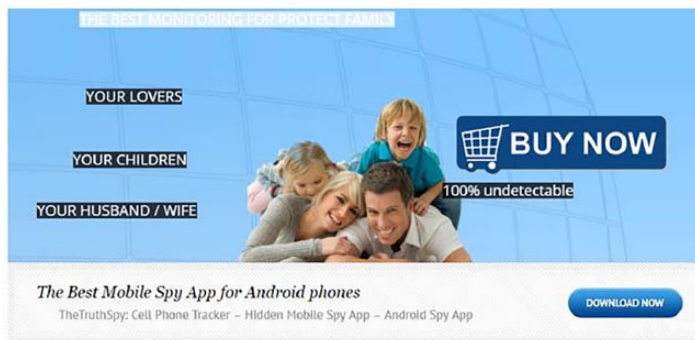 THE BEST MONITORING FOR PROTECT FAMILY
YOUR LOVERS
YOUR CHILDREN
YOUR HUSBAND / WIFE
BUY NOW
100% undetectable
The Best Mobile Spy App for Android phones
TheTruthSpy: Cell Phone Tracker – Hidden Mobile Spy App – Android Spy App
DOWNLOAD NOW